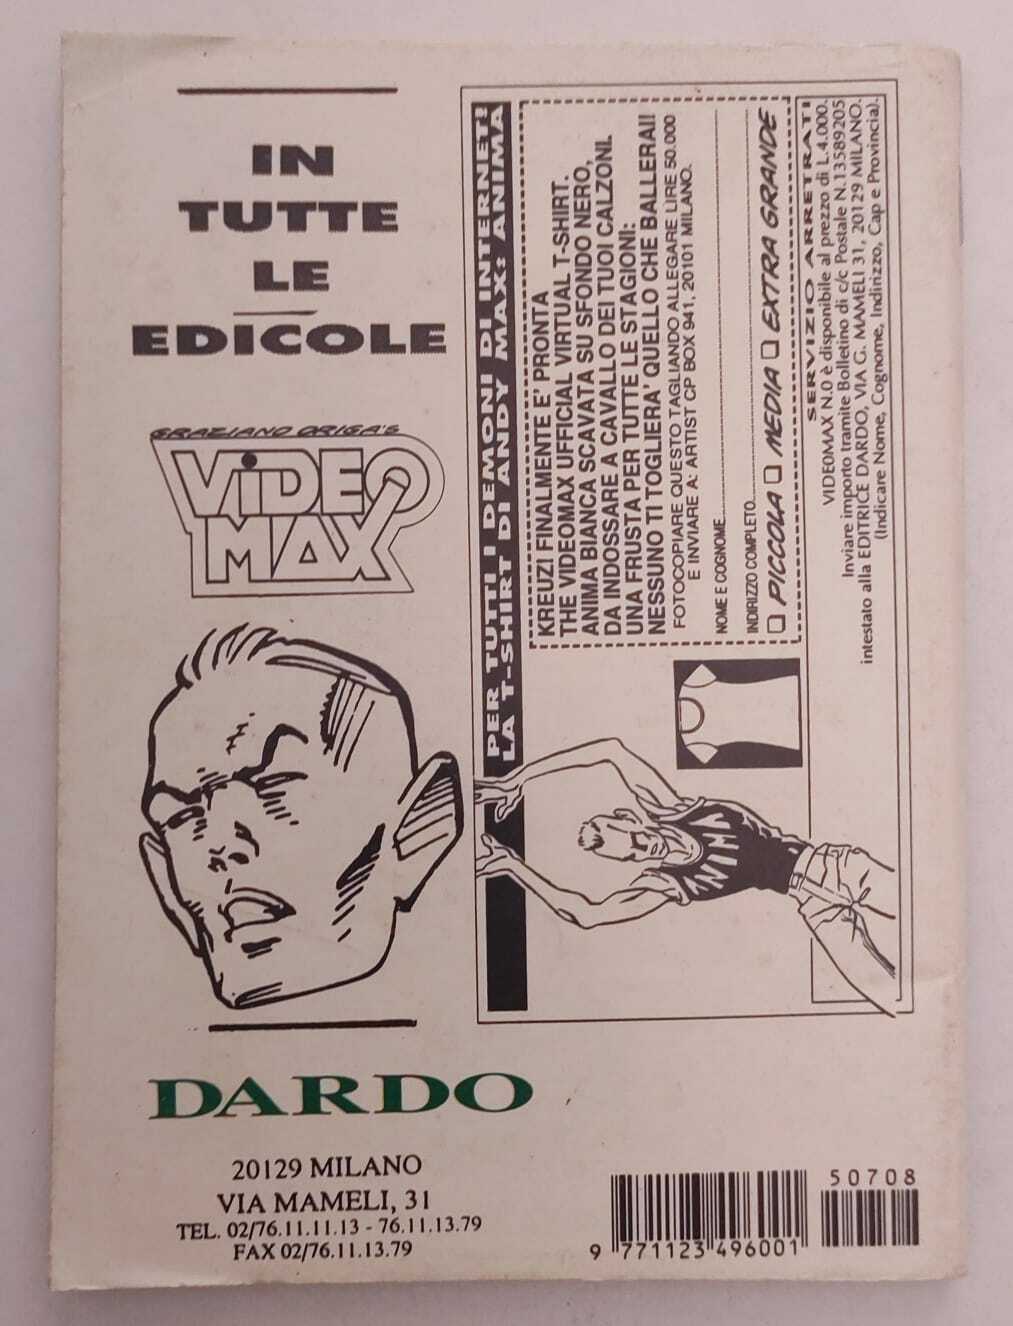 IN
TUTTE
LE
EDICOLE
GRAZIANO ORIGA'S
VIDEO
MAX
PER TUTTI I DEMONI DI INTERNET!
LA T-SHIRT DI ANDY MAX: ANIMA
KREUZI FINALMENTE E' PRONTA
THE VIDEOMAX UFFICIAL VIRTUAL T-SHIRT.
ANIMA BIANCA SCAVATA SU SFONDO NERO,
DA INDOSSARE A CAVALLO DEI TUOI CALZONI.
UNA FRUSTA PER TUTTE LE STAGIONI:
NESSUNO TI TOGLIERA' QUELLO CHE BALLERAI!
FOTOCOPIARE QUESTO TAGLIANDO ALLEGARE LIRE 50.000
E INVIARE A: ARTIST CP BOX 941, 20101 MILANO.
NOME E COGNOME
INDIRIZZO COMPLETO
PICCOLA MEDIA EXTRA GRANDE
SERVIZIO ARRETRATI
VIDEOMAX N.0 è disponibile al prezzo di L.4.000.
Inviare importo tramite Bolletino di c/c Postale N.13589205
intestato alla EDITRICE DARDO, VIA G. MAMELI 31, 20129 MILANO.
(Indicare Nome, Cognome, Indirizzo, Cap e Provincia).
ANIMA
DARDO
20129 MILANO
VIA MAMELI, 31
TEL. 02/76.11.11.13 - 76.11.13.79
FAX 02/76.11.13.79
50708
9 771123 496001